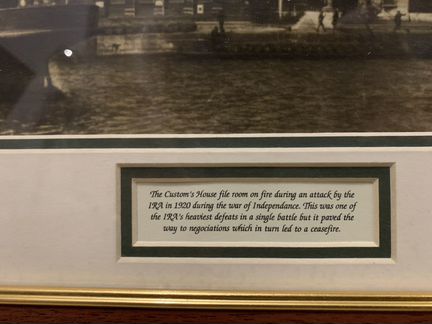 The Custom's House file room on fire during an attack by the
IRA in 1920 during the war of Independance. This was one of
the IRA's heaviest defeats in a single battle but it paved the
way to negociations which in turn led to a ceasefire.